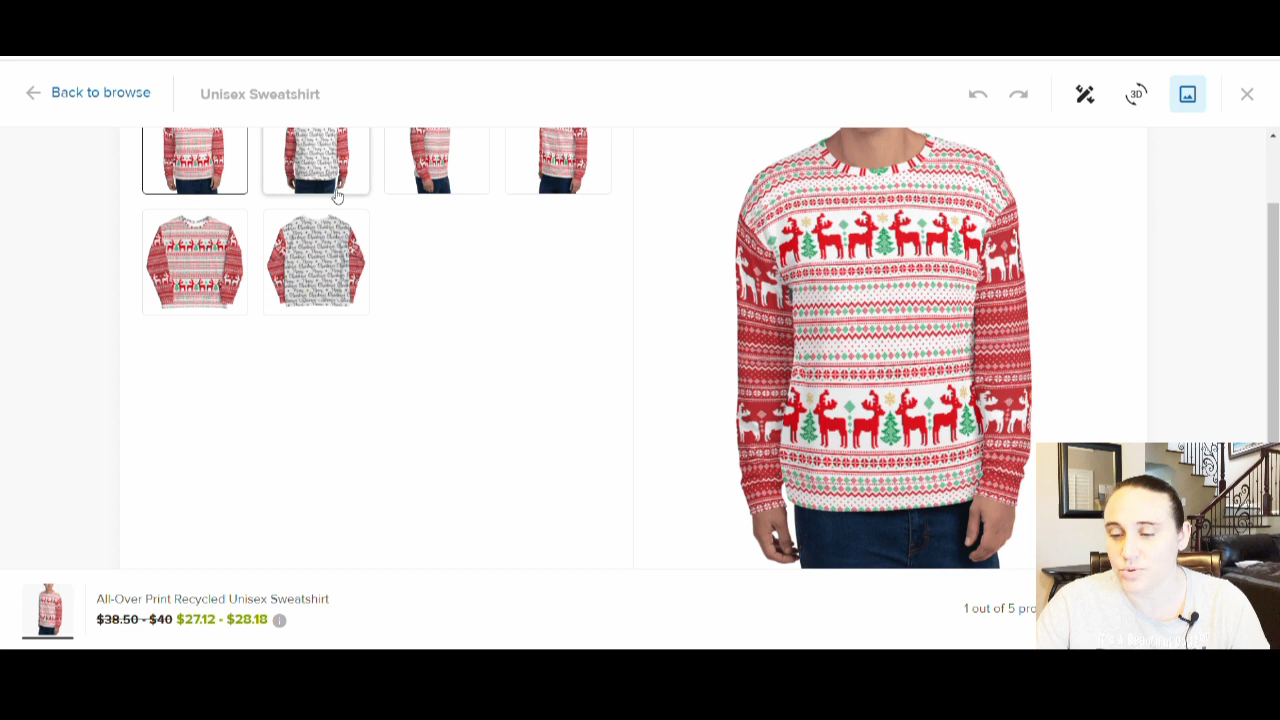 Back to browse
Unisex Sweatshirt
3D
All-Over Print Recycled Unisex Sweatshirt
$38.50 - $40 $27.12 - $28.18 i
1 out of 5 pro